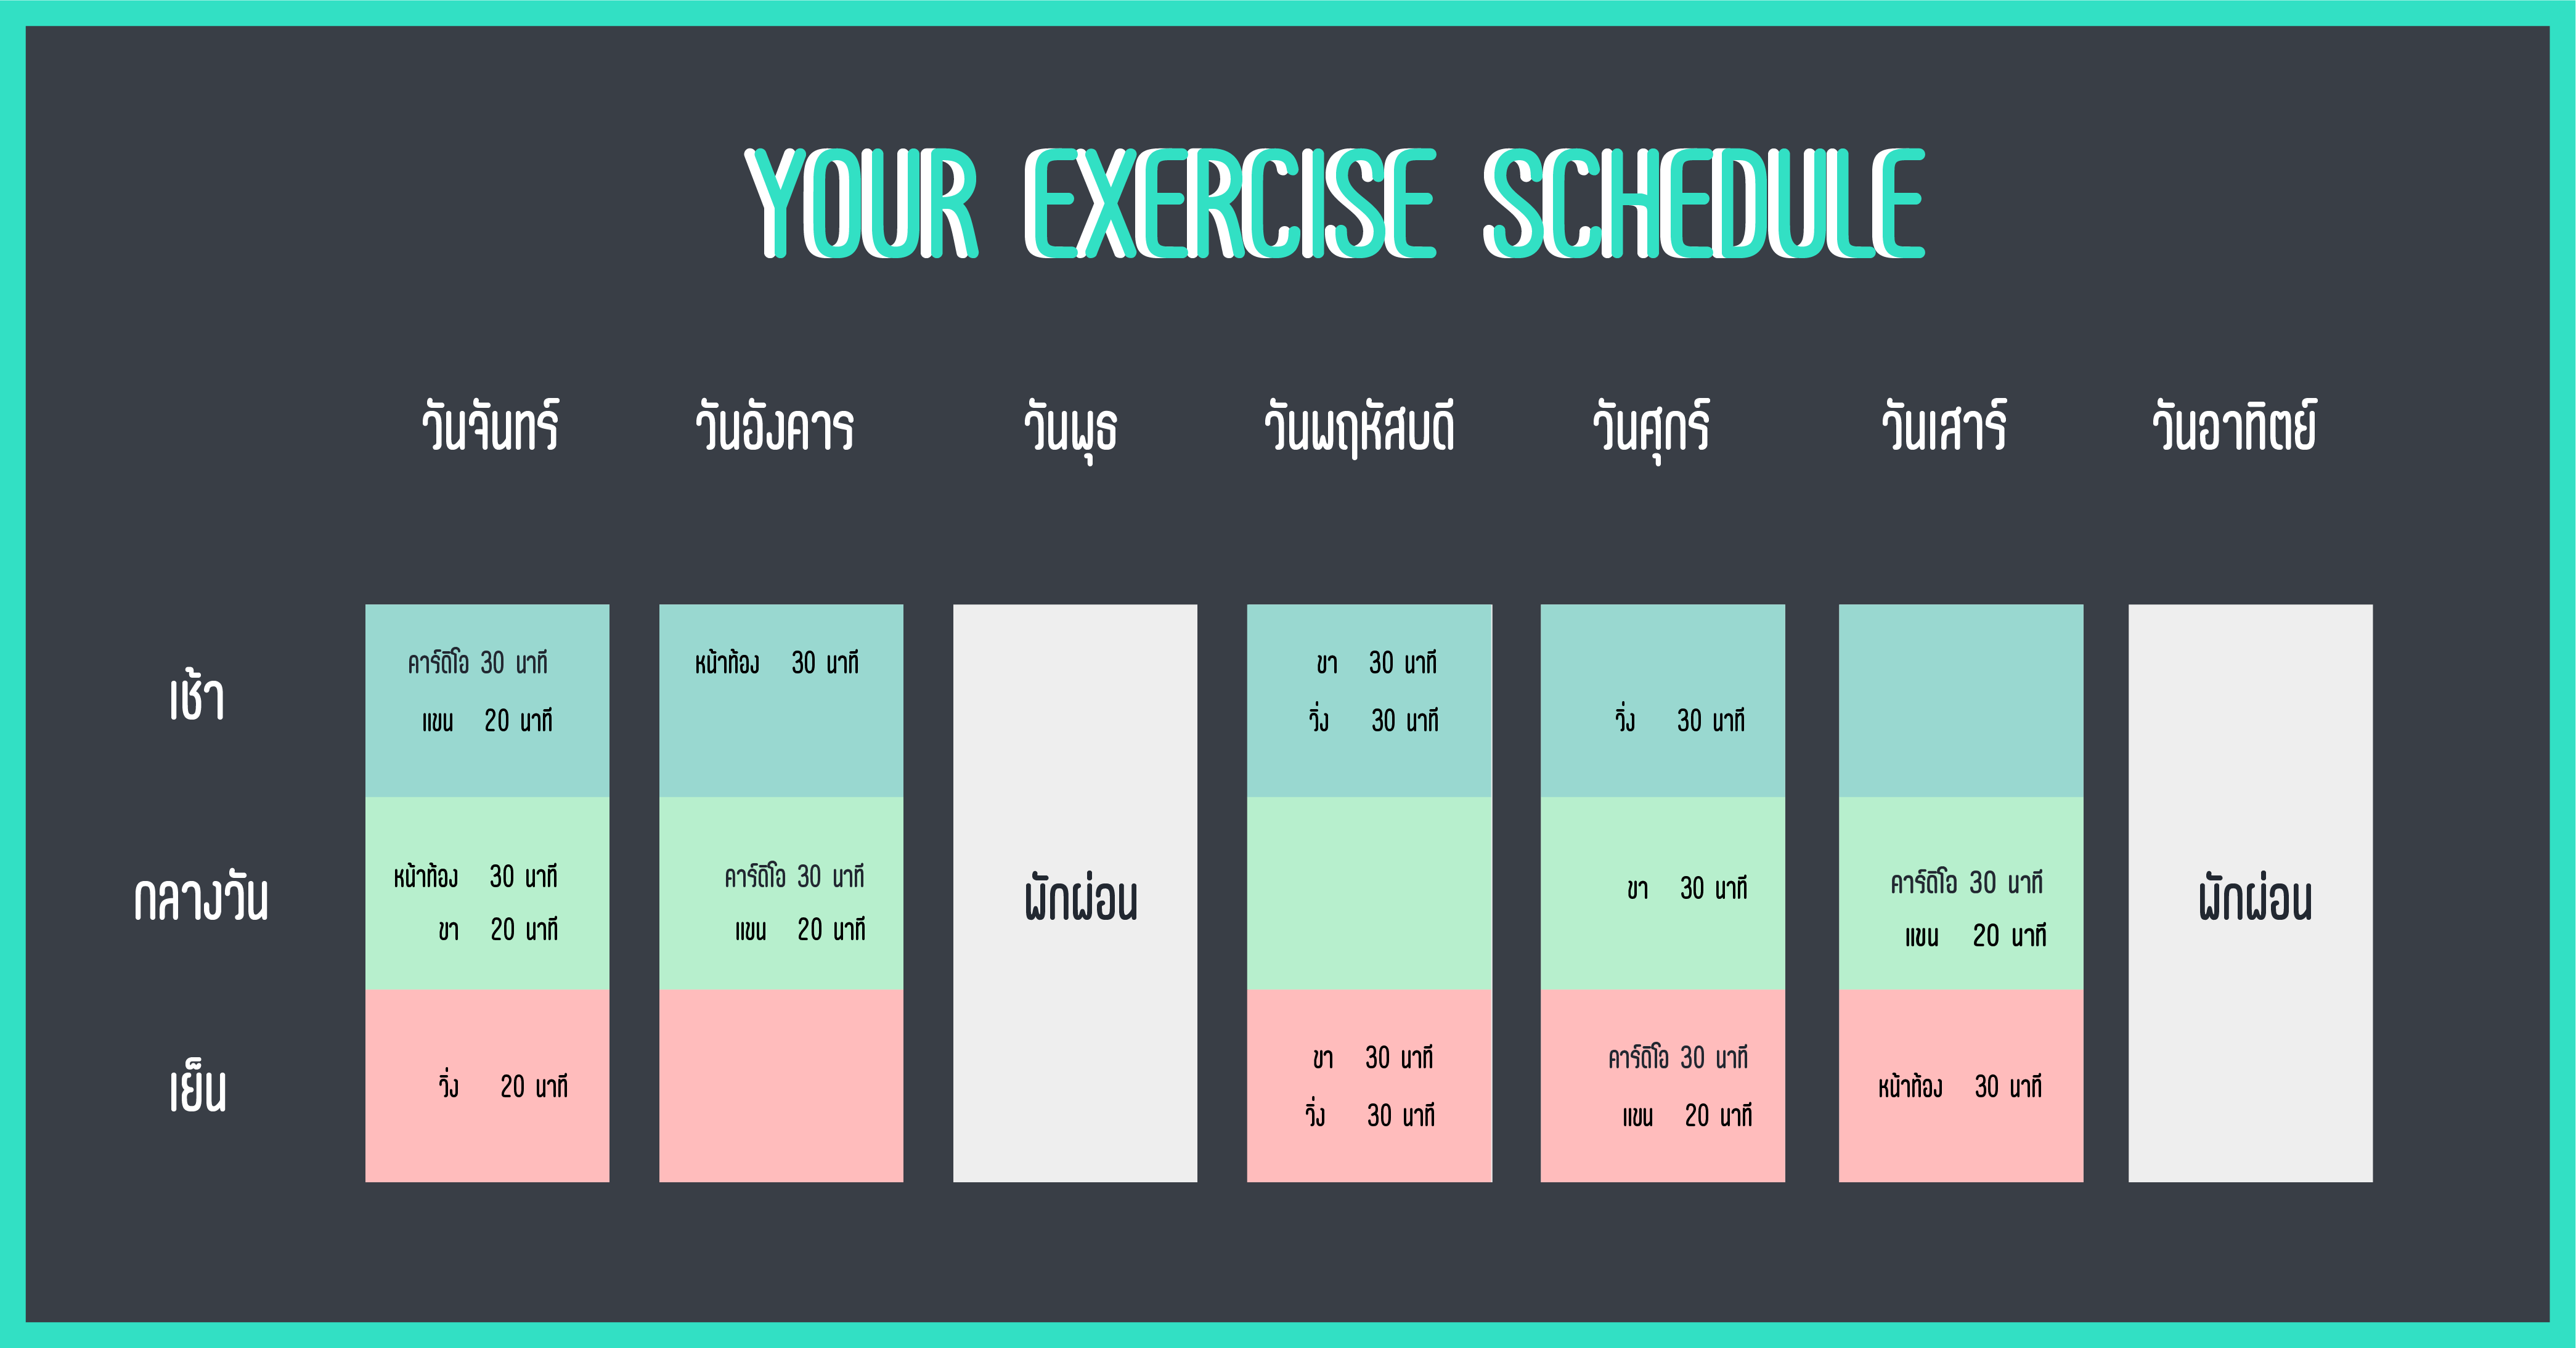 YOUR EXERCISE SCHEDULE
วันจันทร์ วันอังคาร วันพุธ วันพฤหัสบดี วันศุกร์ วันเสาร์ วันอาทิตย์
เช้า
คาร์ดิโอ 30 นาที
แขน 20 นาที
หน้าท้อง 30 นาที
ขา 30 นาที
วิ่ง 30 นาที
วิ่ง 30 นาที
กลางวัน
หน้าท้อง 30 นาที
ขา 20 นาที
คาร์ดิโอ 30 นาที
แขน 20 นาที
พักผ่อน
ขา 30 นาที
คาร์ดิโอ 30 นาที
แขน 20 นาที
พักผ่อน
เย็น
วิ่ง 20 นาที
ขา 30 นาที
วิ่ง 30 นาที
คาร์ดิโอ 30 นาที
แขน 20 นาที
หน้าท้อง 30 นาที